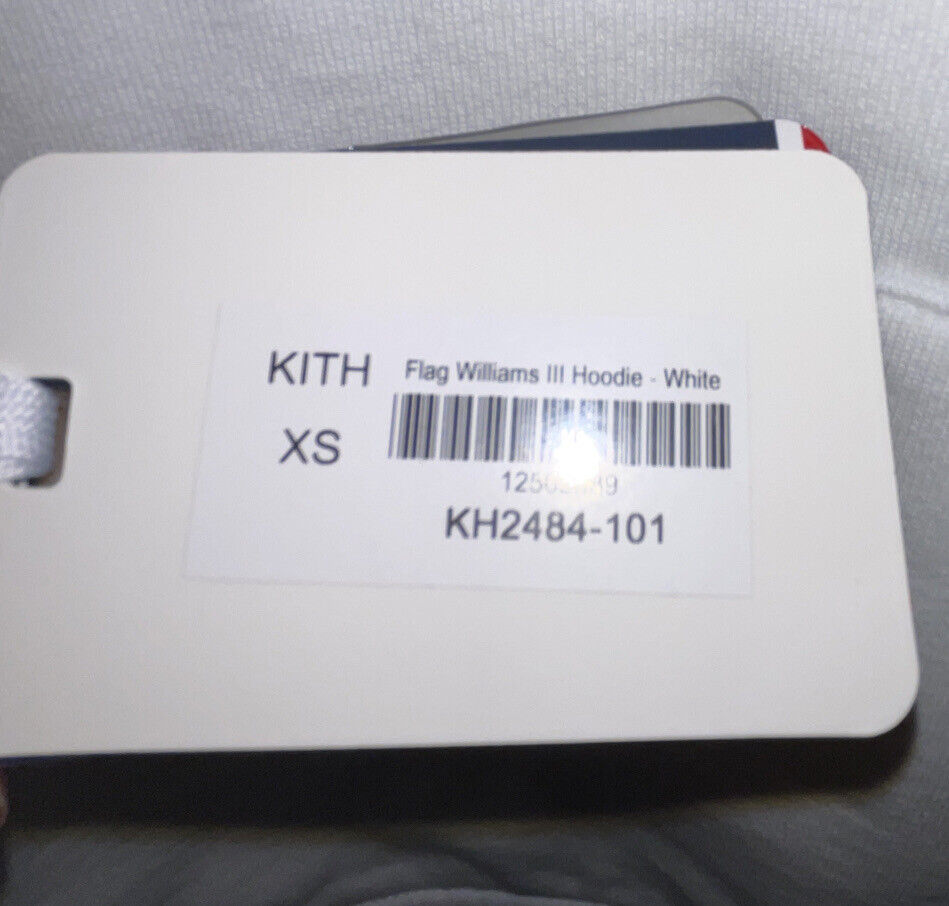 KITH
Flag Williams III Hoodie - White
XS
KH2484-101